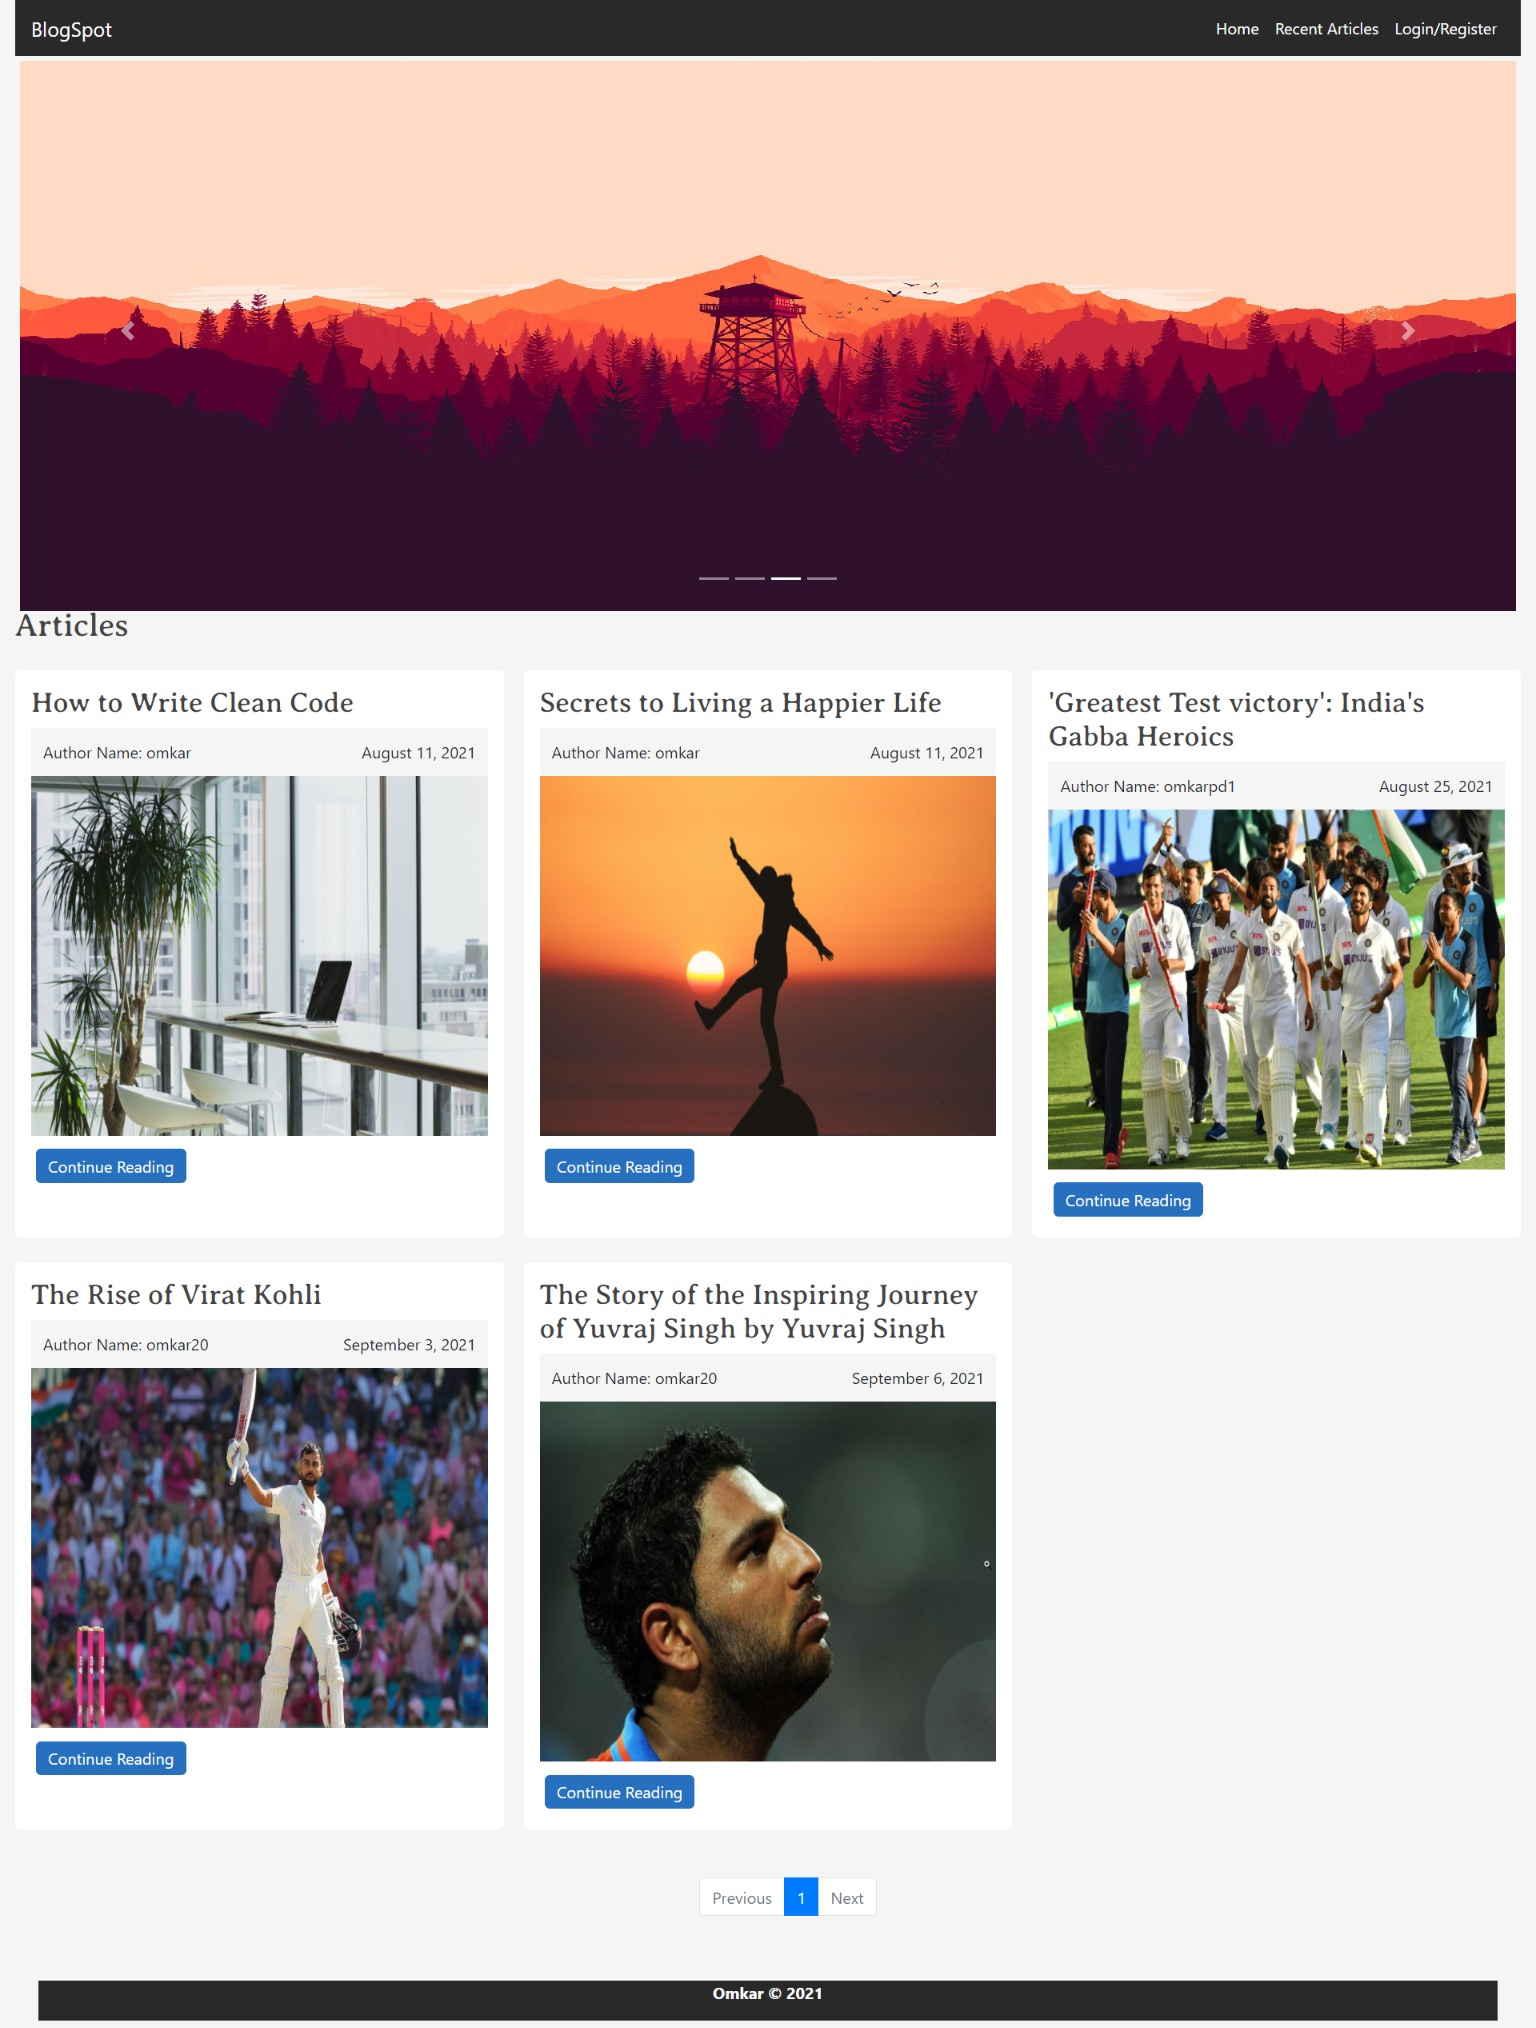 BlogSpot
Home Recent Articles Login/Register
Articles
How to Write Clean Code
Author Name: omkar August 11, 2021
Continue Reading
Secrets to Living a Happier Life
Author Name: omkar August 11, 2021
Continue Reading
'Greatest Test victory': India's
Gabba Heroics
Author Name: omkarpd1 August 25, 2021
BYJU'S
Continue Reading
The Rise of Virat Kohli
Author Name: omkar20 September 3, 2021
Continue Reading
The Story of the Inspiring Journey
of Yuvraj Singh by Yuvraj Singh
Author Name: omkar20 September 6, 2021
Continue Reading
Previous 1 Next
Omkar © 2021